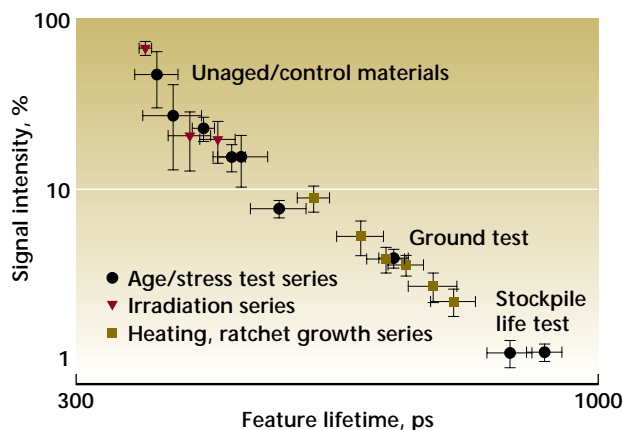 100
Unaged/control materials
Signal intensity, %
10
Ground test
Age/stress test series
Irradiation series
Heating, ratchet growth series
Stockpile
life test
1
300
1000
Feature lifetime, ps